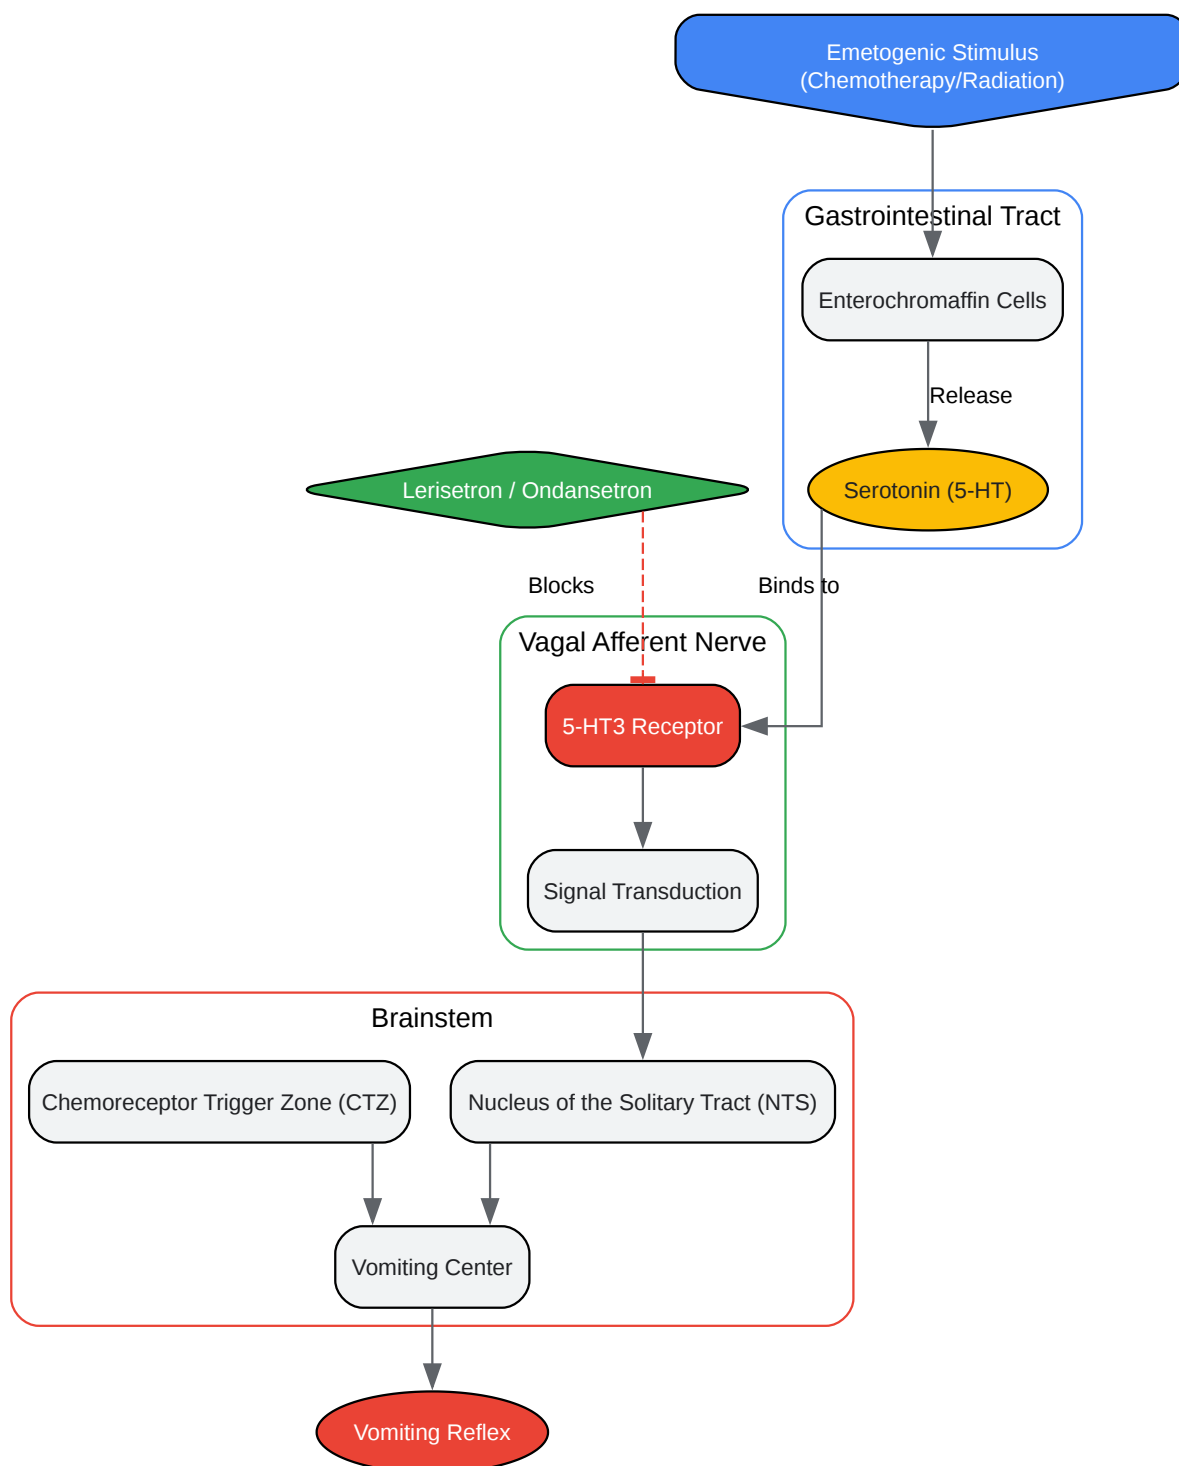 Emetogenic Stimulus
(Chemotherapy/Radiation)
Gastrointestinal Tract
Enterochromaffin Cells
Release
Lerisetron / Ondansetron
Serotonin (5-HT)
Blocks
Binds to
Vagal Afferent Nerve
5-HT3 Receptor
Signal Transduction
Brainstem
Chemoreceptor Trigger Zone (CTZ)
Nucleus of the Solitary Tract (NTS)
Vomiting Center
Vomiting Reflex